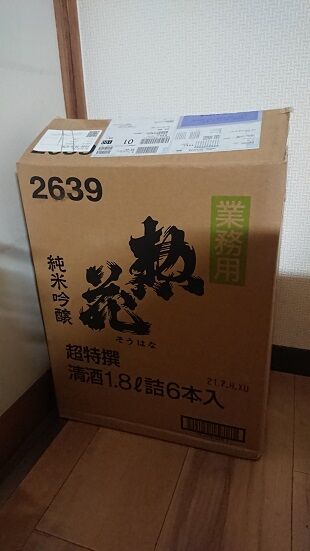 01
2639
業務用
惣花
そうはな
純米吟醸
超特撰
清酒1.8ℓ詰6本入